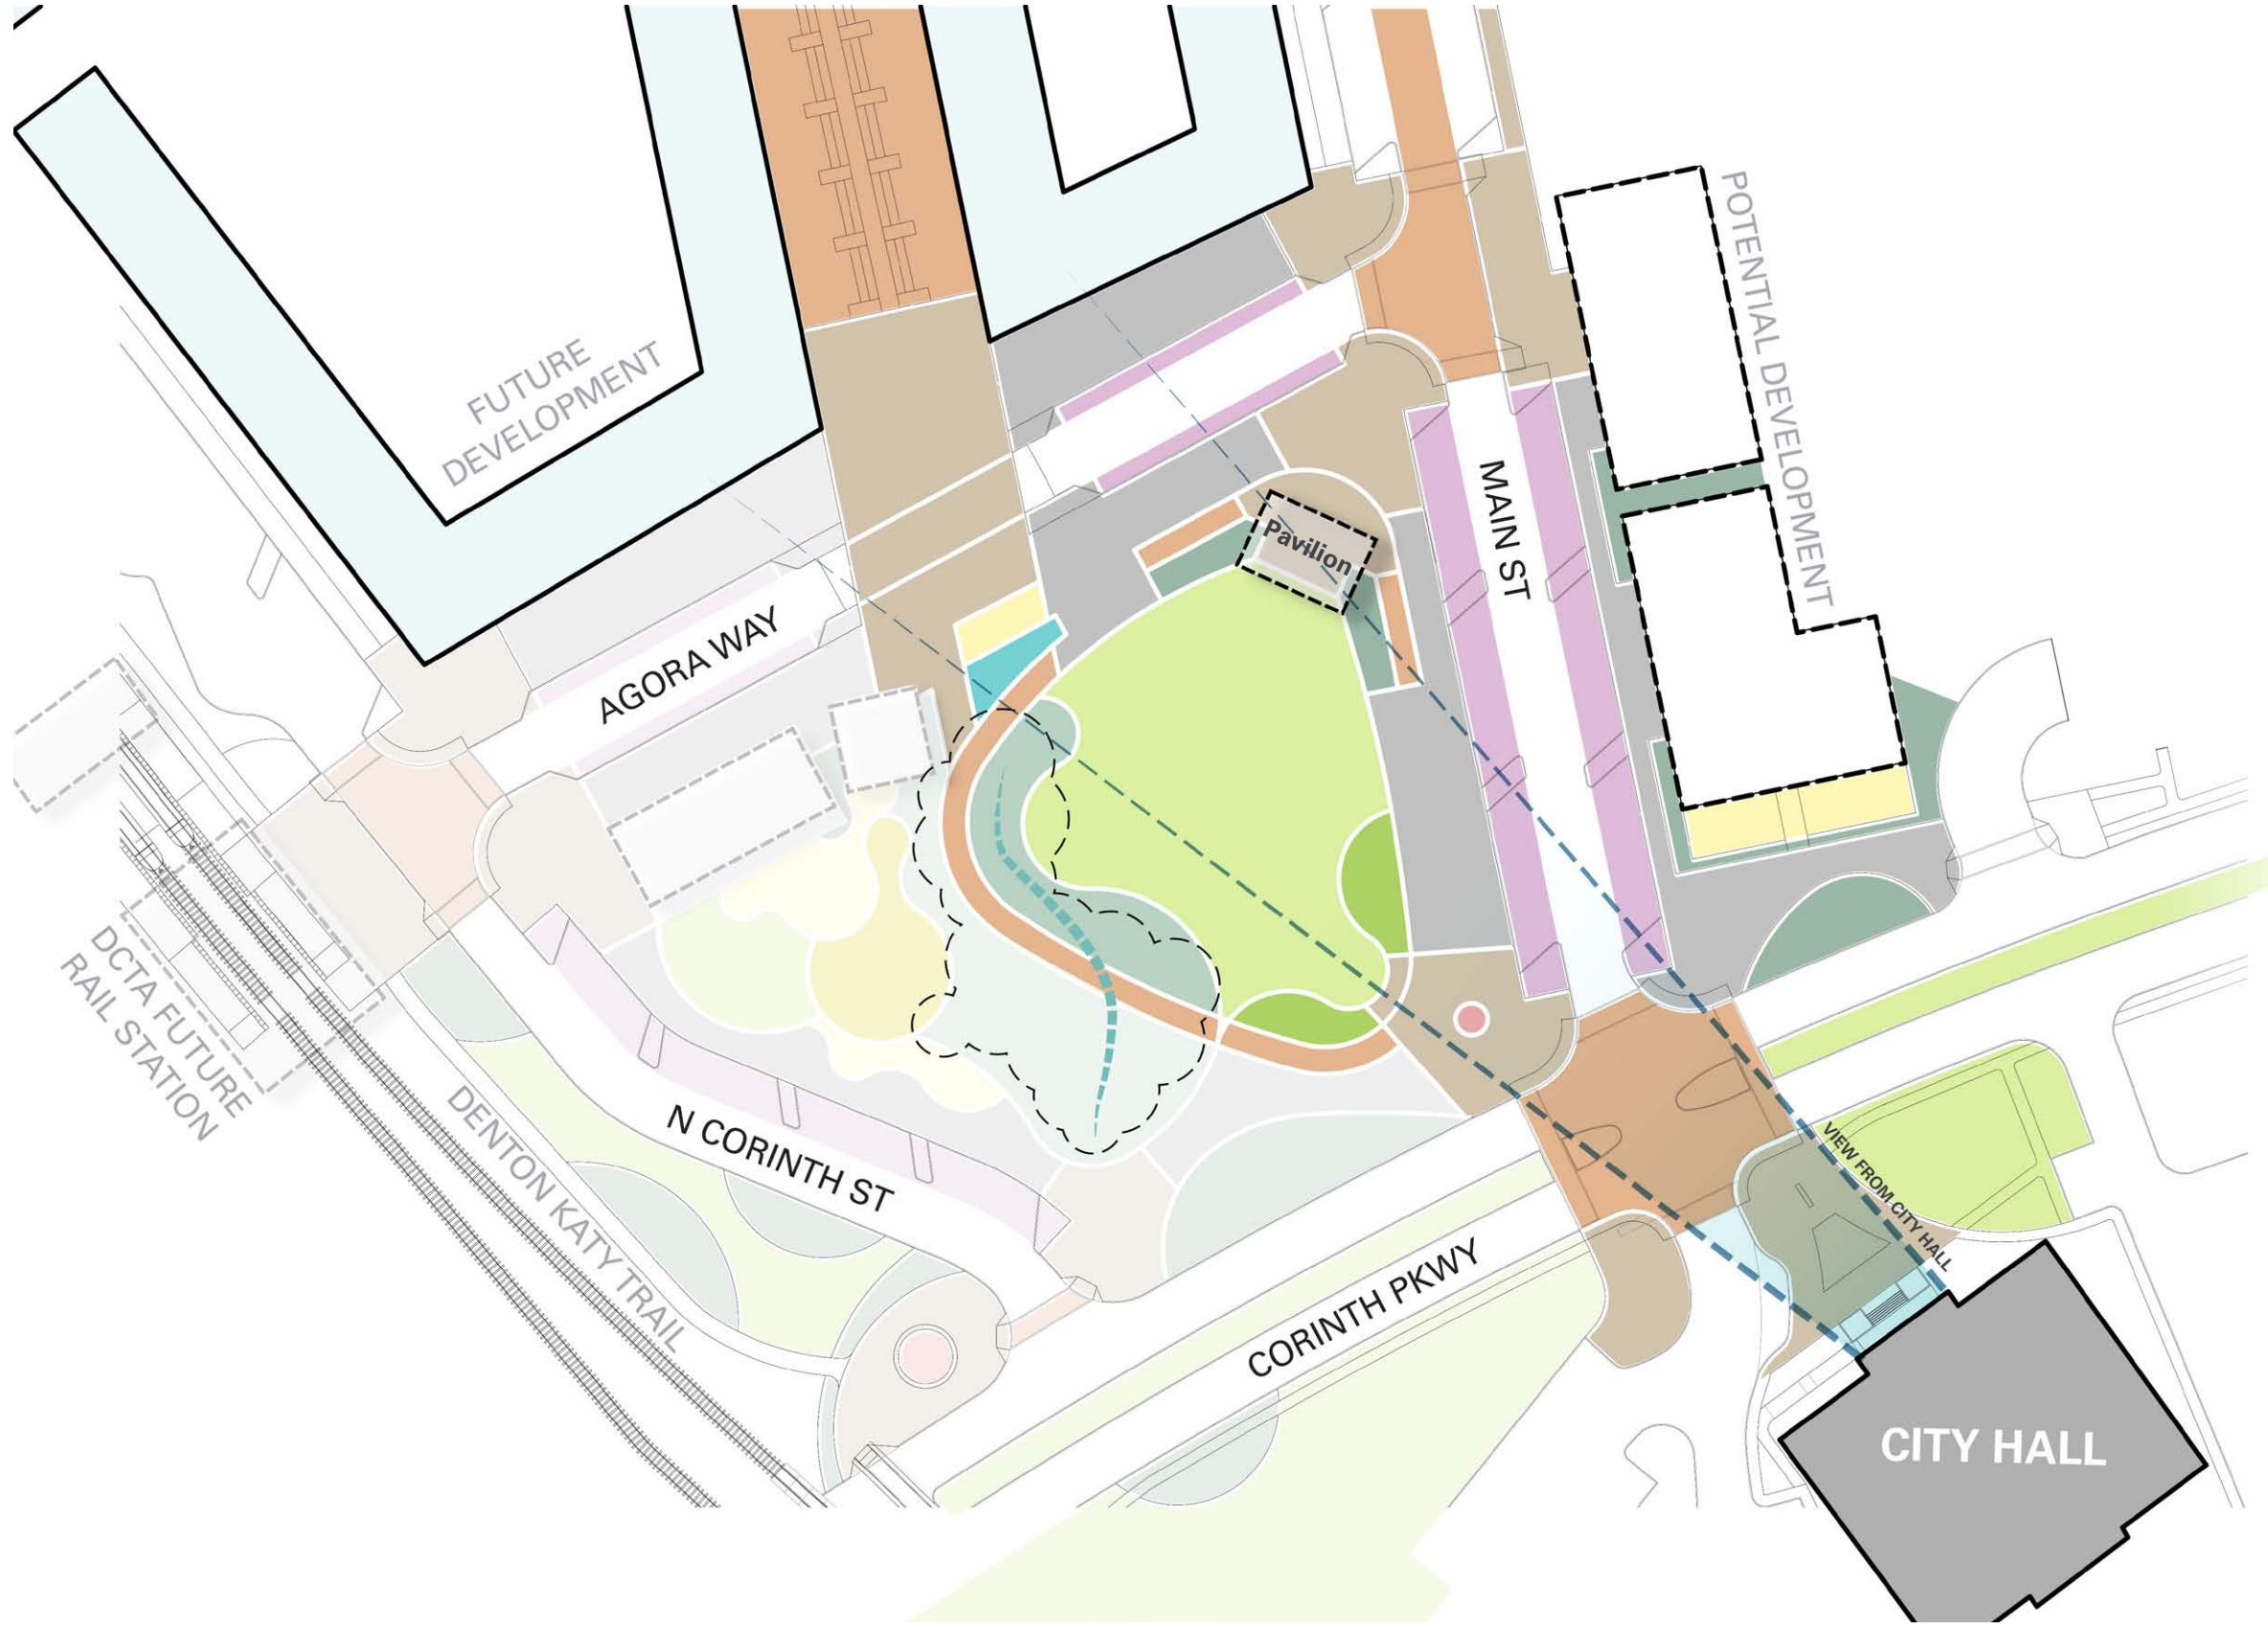 FUTURE
DEVELOPMENT
POTENTIAL DEVELOPMENT
MAIN ST
Pavilion
AGORA WAY
DCTA FUTURE
RAIL STATION
DENTON KATY TRAIL
N CORINTH ST
CORINTH PKWY
VIEW FROM CITY HALL
CITY HALL